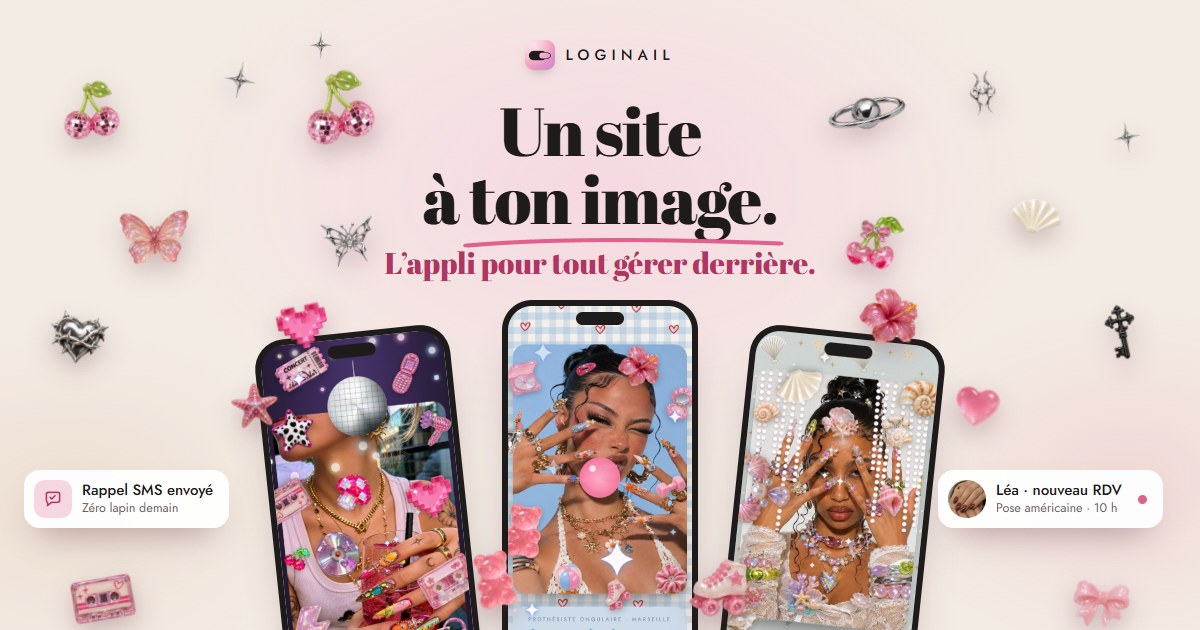 LOGINAIL
Un site
à ton image.
L'appli pour tout gérer derrière.
CONCERT
Rappel SMS envoyé
Zéro lapin demain
Léa · nouveau RDV
Pose américaine · 10 h
PROTHÉSISTE ONGULAIRE · MARSEILLE